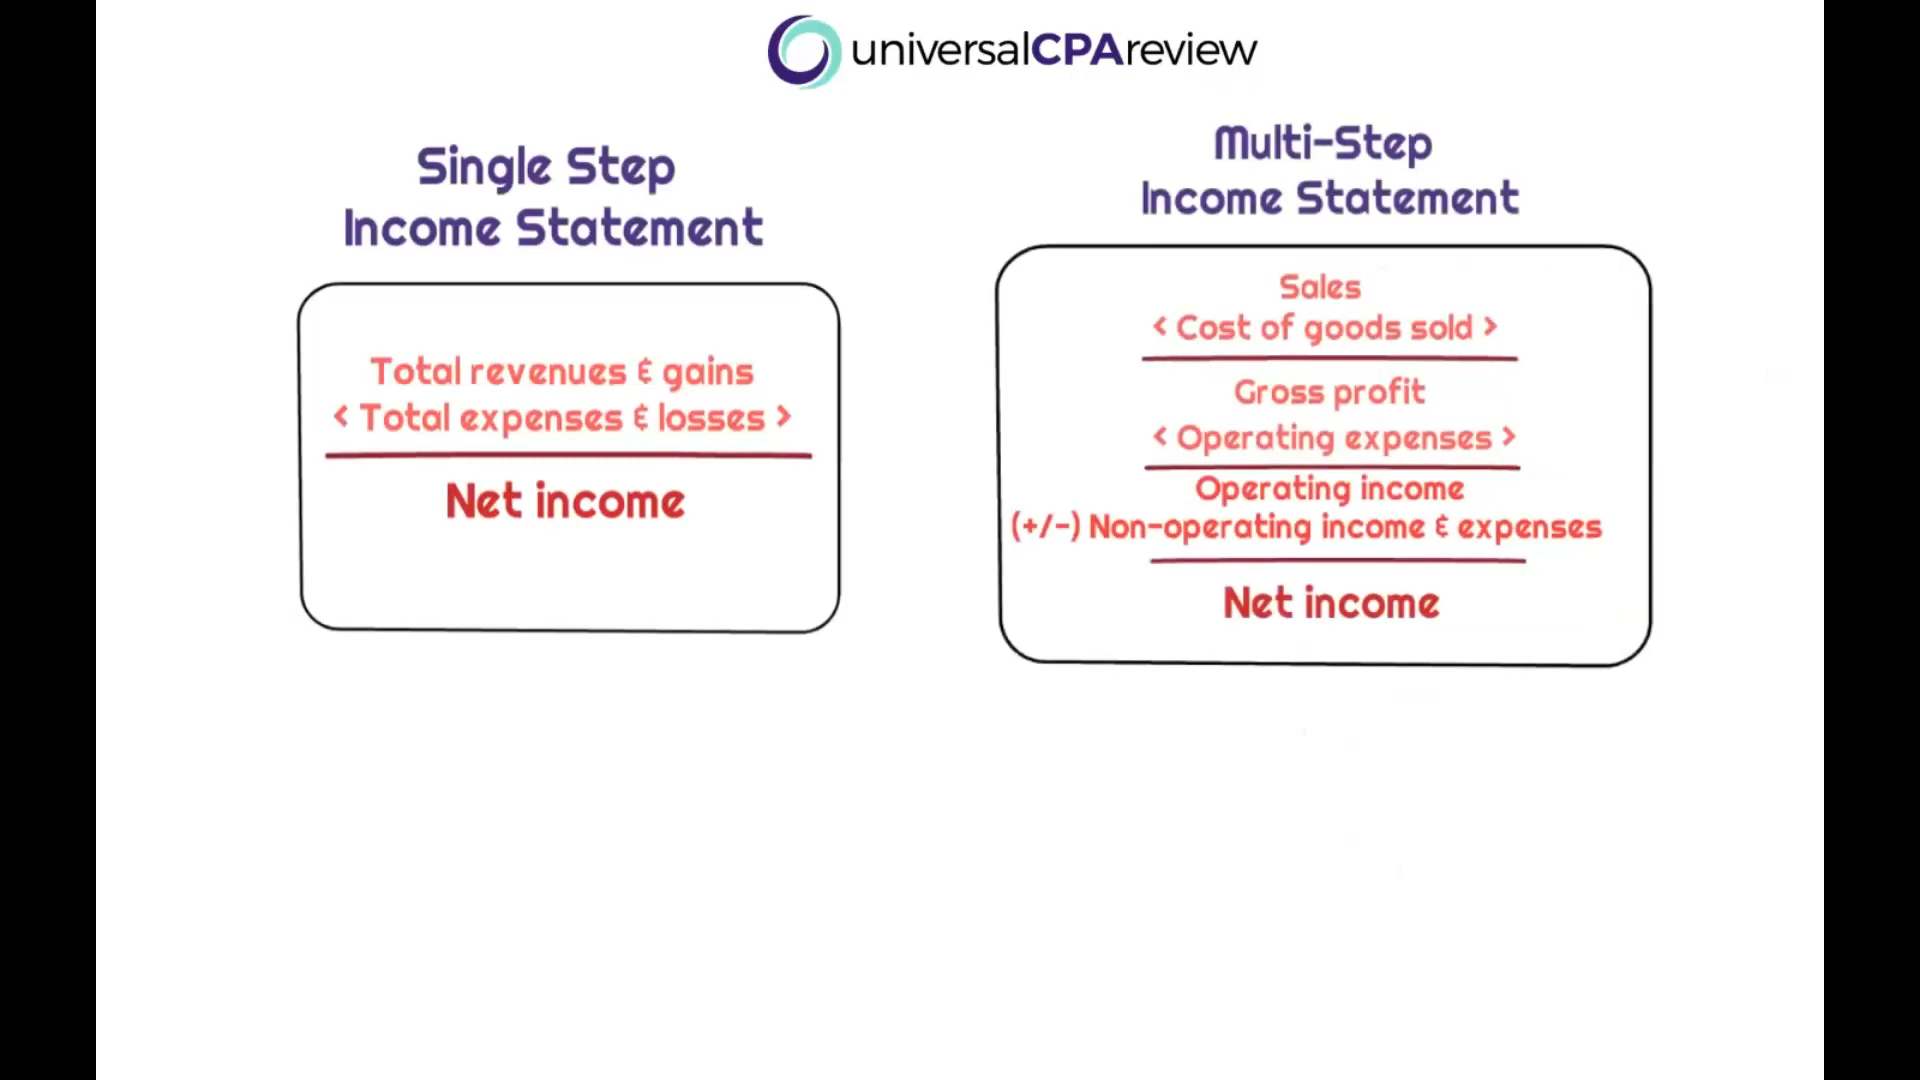 universalCPAreview
Single Step
Income Statement
Total revenues & gains
< Total expenses & losses >
Net income
Multi-Step
Income Statement
Sales
< Cost of goods sold >
Gross profit
< Operating expenses >
Operating income
(+/-) Non-operating income & expenses
Net income